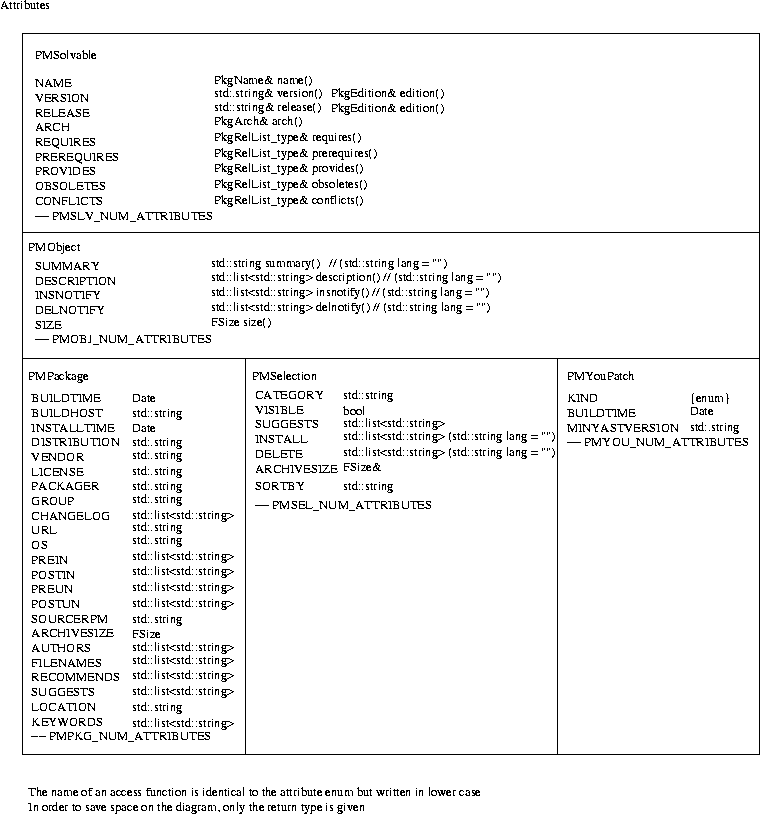 Attributes
PMSolvable
NAME PkgName& name()
VERSION std::string& version() PkgEdition& edition()
RELEASE std::string& release() PkgEdition& edition()
ARCH PkgArch& arch()
REQUIRES PkgRelList_type& requires()
PREREQUIRES PkgRelList_type& prerequires()
PROVIDES PkgRelList_type& provides()
OBSOLETES PkgRelList_type& obsoletes()
CONFLICTS PkgRelList_type& conflicts()
— PMSLV_NUM_ATTRIBUTES
PMObject
SUMMARY std::string summary() // (std::string lang = "")
DESCRIPTION std::list<std::string> description() // (std::string lang = "")
INSNOTIFY std::list<std::string> insnotify() // (std::string lang = "")
DELNOTIFY std::list<std::string> delnotify() // (std::string lang = "")
SIZE FSize size()
— PMOBJ_NUM_ATTRIBUTES
PMPackage
BUILDTIME Date
BUILDHOST std::string
INSTALLTIME Date
DISTRIBUTION std::string
VENDOR std::string
LICENSE std::string
PACKAGER std::string
GROUP std::string
CHANGELOG std::list<std::string>
URL std::string
OS std::string
PREIN std::list<std::string>
POSTIN std::list<std::string>
PREUN std::list<std::string>
POSTUN std::list<std::string>
SOURCERPM std::string
ARCHIVESIZE FSize
AUTHORS std::list<std::string>
FILENAMES std::list<std::string>
RECOMMENDS std::list<std::string>
SUGGESTS std::list<std::string>
LOCATION std::string
KEYWORDS std::list<std::string>
— PMPKG_NUM_ATTRIBUTES
PMSelection
CATEGORY std::string
VISIBLE bool
SUGGESTS std::list<std::string>
INSTALL std::list<std::string> (std::string lang = "")
DELETE std::list<std::string> (std::string lang = "")
ARCHIVESIZE FSize&
SORTBY std::string
— PMSEL_NUM_ATTRIBUTES
PMYouPatch
KIND {enum}
BUILDTIME Date
MINYASTVERSION std::string
— PMYOU_NUM_ATTRIBUTES
The name of an access function is identical to the attribute enum but written in lower case
In order to save space on the diagram, only the return type is given